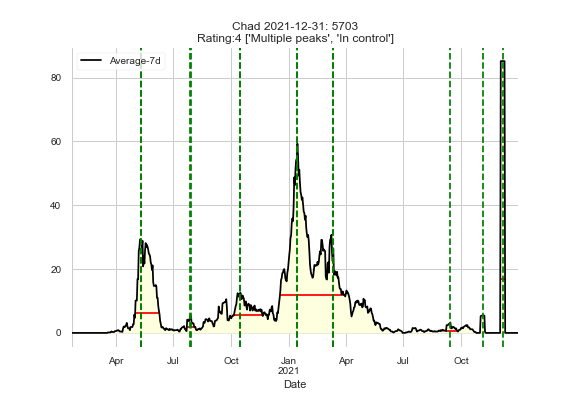 Chad 2021-12-31: 5703
Rating:4 ['Multiple peaks', 'In control']
Average-7d
80
60
40
20
0
Apr Jul Oct Jan Apr Jul Oct
2021
Date